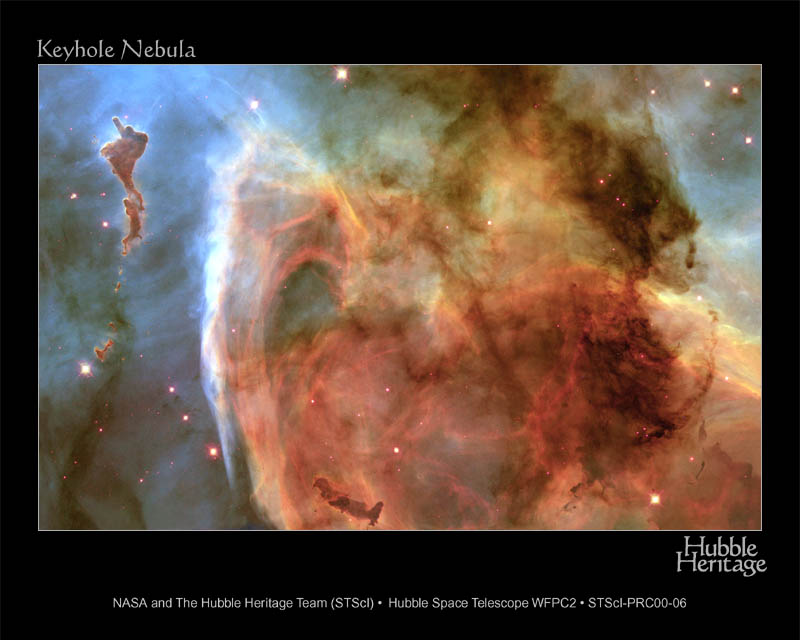 Keyhole Nebula
Hubble
Heritage
NASA and The Hubble Heritage Team (STScI) • Hubble Space Telescope WFPC2 • STScI-PRC00-06